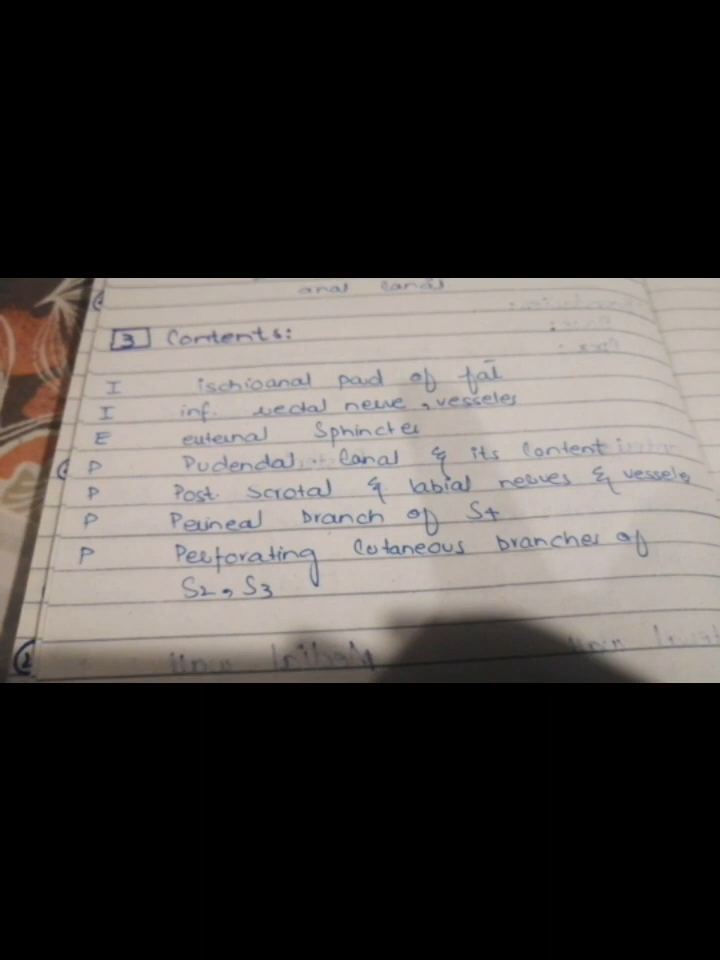 anal canal
3 Contents:
I ischioanal pad of fat
I inf. rectal nerve, vesseles
E external Sphincter
P Pudendal canal & its content
P Post. scrotal & labial nerves & vessels
P Perineal branch of S4
P Perforating Cutaneous branches of
S2, S3